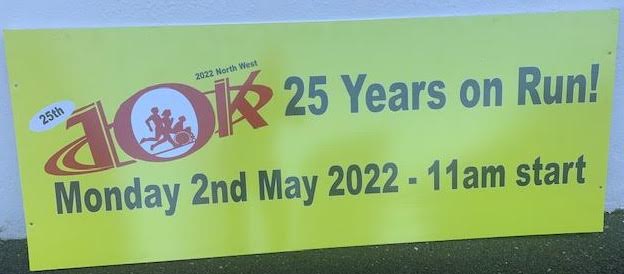 2022 North West
25th
10K
25 Years on Run!
Monday 2nd May 2022 - 11am start